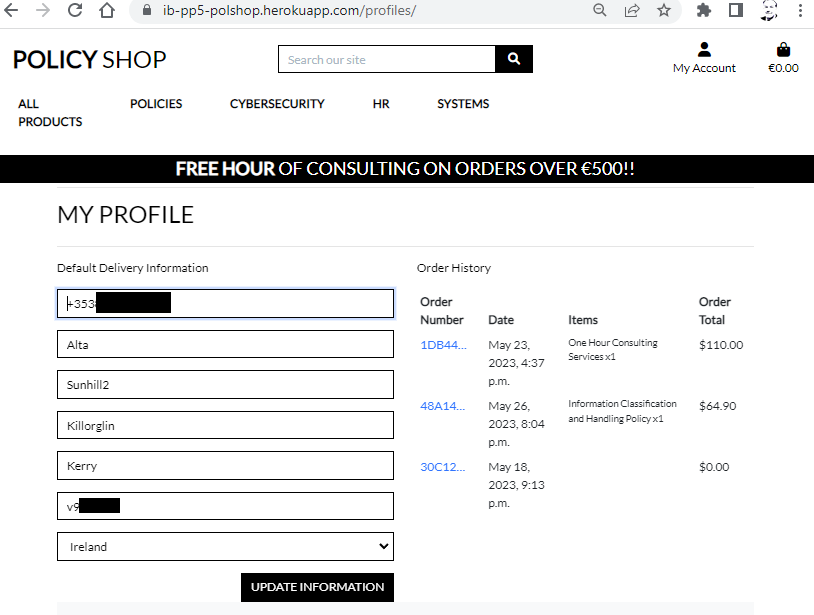 ib-pp5-polshop.herokuapp.com/profiles/
POLICY SHOP
Search our site
My Account
€0.00
ALL PRODUCTS
POLICIES
CYBERSECURITY
HR
SYSTEMS
FREE HOUR OF CONSULTING ON ORDERS OVER €500!!
MY PROFILE
Default Delivery Information
+353
Alta
Sunhill2
Killorglin
Kerry
v9
Ireland
UPDATE INFORMATION
Order History
Order Number
Date
Items
Order Total
1DB44...
May 23, 2023, 4:37 p.m.
One Hour Consulting Services x1
$110.00
48A14...
May 26, 2023, 8:04 p.m.
Information Classification and Handling Policy x1
$64.90
30C12...
May 18, 2023, 9:13 p.m.
$0.00